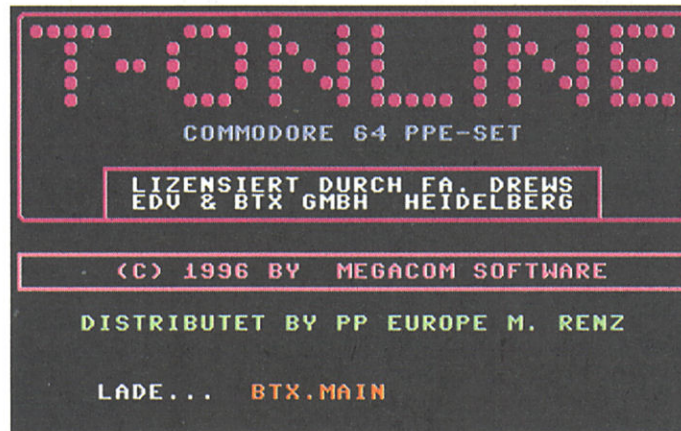 T-ONLINE
COMMODORE 64 PPE-SET
LIZENSIERT DURCH FA. DREWS
EDV & BTX GMBH HEIDELBERG
(C) 1996 BY MEGACOM SOFTWARE
DISTRIBUTET BY PP EUROPE M. RENZ
LADE... BTX.MAIN